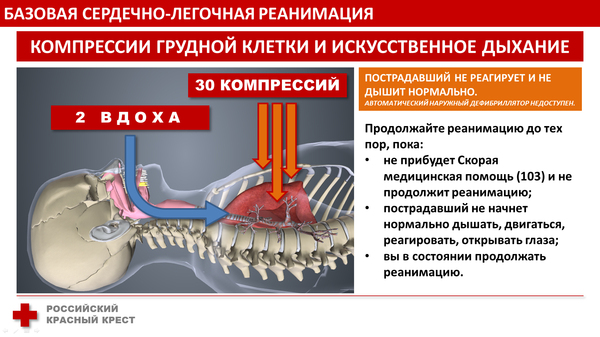 БАЗОВАЯ СЕРДЕЧНО-ЛЕГОЧНАЯ РЕАНИМАЦИЯ
КОМПРЕССИИ ГРУДНОЙ КЛЕТКИ И ИСКУССТВЕННОЕ ДЫХАНИЕ
30 КОМПРЕССИЙ
2 ВДОХА
ПОСТРАДАВШИЙ НЕ РЕАГИРУЕТ И НЕ
ДЫШИТ НОРМАЛЬНО.
АВТОМАТИЧЕСКИЙ НАРУЖНЫЙ ДЕФИБРИЛЛЯТОР НЕДОСТУПЕН.
Продолжайте реанимацию до тех
пор, пока:
• не прибудет Скорая
медицинская помощь (103) и не
продолжит реанимацию;
• пострадавший не начнет
нормально дышать, двигаться,
реагировать, открывать глаза;
• вы в состоянии продолжать
реанимацию.
РОССИЙСКИЙ
КРАСНЫЙ КРЕСТ